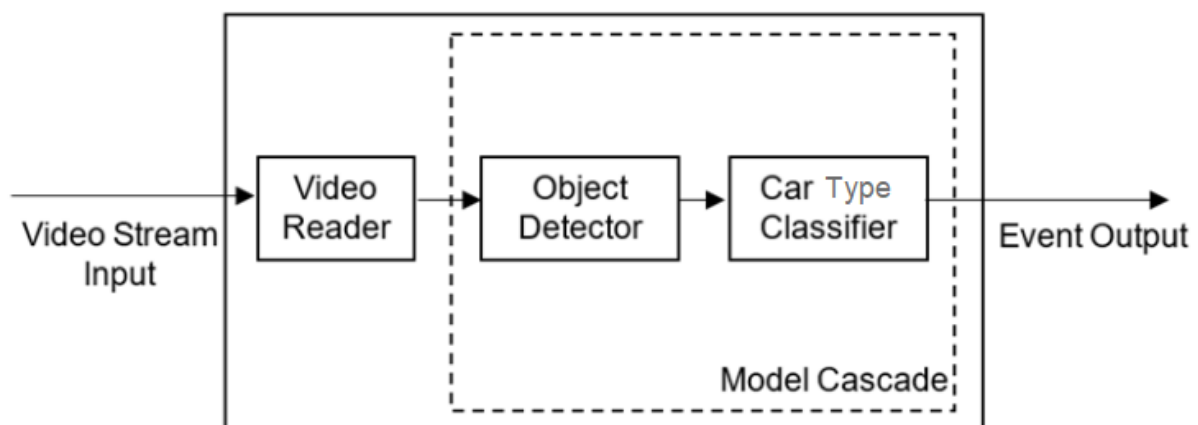 Video Stream
Input
Video
Reader
Object
Detector
Car Type
Classifier
Event Output
Model Cascade